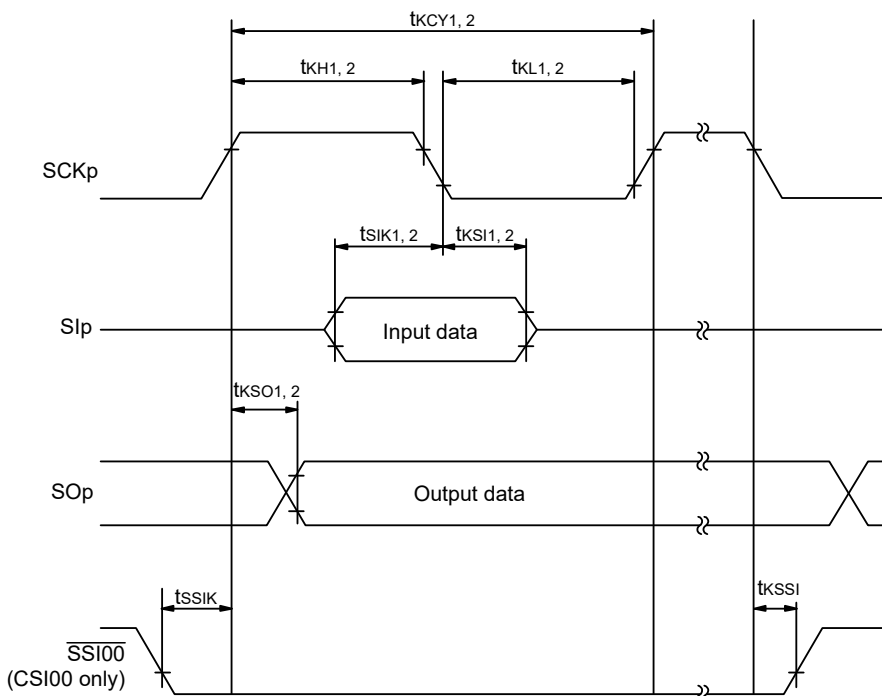 tKCY1, 2
tKH1, 2
tKL1, 2
SCKp
tSIK1, 2
tKSI1, 2
SIp
Input data
tKSO1, 2
SOp
Output data
tSSIK
tKSSI
SSI00
(CSI00 only)